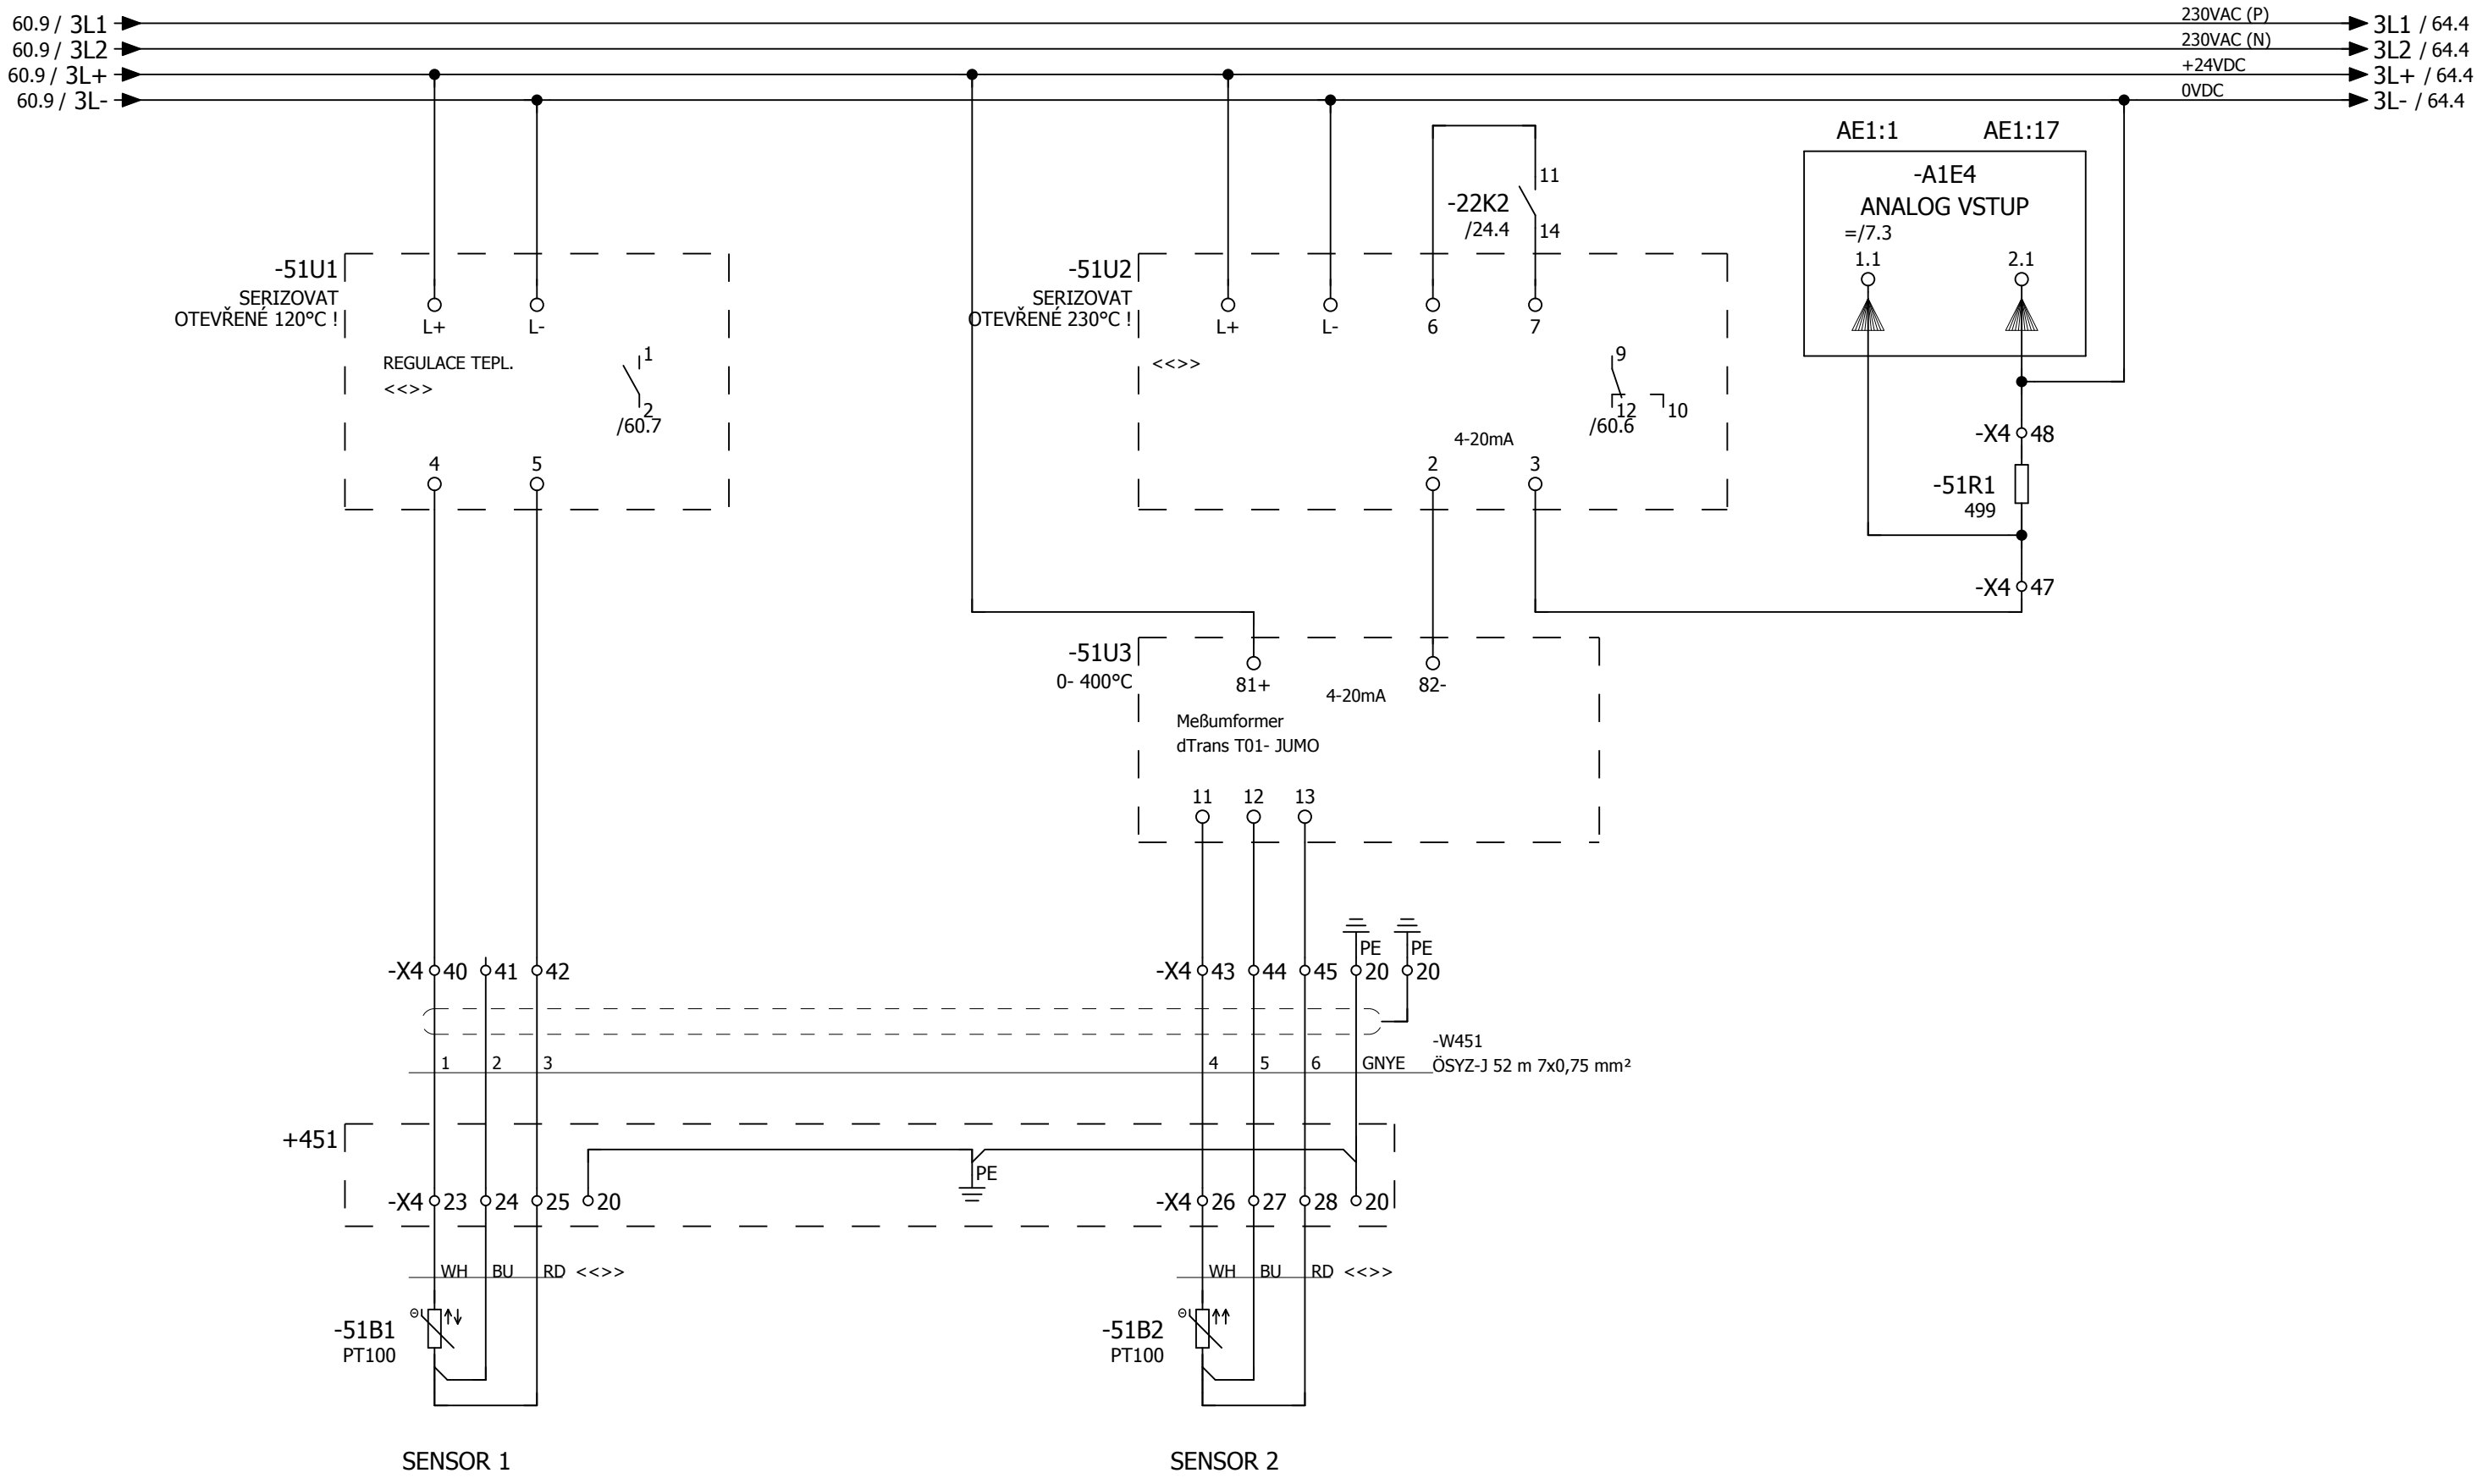 60.9 / 3L1
230VAC (P)
3L1 / 64.4
60.9 / 3L2
230VAC (N)
3L2 / 64.4
60.9 / 3L+
+24VDC
3L+ / 64.4
60.9 / 3L-
0VDC
3L- / 64.4
AE1:1 AE1:17
-A1E4
ANALOG VSTUP
=/7.3
1.1 2.1
11
-22K2
/24.4
14
-51U1
SERIZOVAT
OTEVŘENÉ 120°C !
L+ L-
REGULACE TEPL.
<<>>
1
2
/60.7
4 5
-51U2
SERIZOVAT
OTEVŘENÉ 230°C !
L+ L- 6 7
<<>>
9
12 10
/60.6
4-20mA
2 3
-X4 48
-51R1
499
-X4 47
-51U3
0- 400°C
81+ 82-
4-20mA
Meßumformer
dTrans T01- JUMO
11 12 13
PE PE
-X4 40 41 42
-X4 43 44 45 20 20
-W451
1 2 3 4 5 6 GNYE ÖSYZ-J 52 m 7x0,75 mm²
+451
PE
-X4 23 24 25 20
-X4 26 27 28 20
WH BU RD <<>>
WH BU RD <<>>
Θ
-51B1
PT100
Θ
-51B2
PT100
SENSOR 1
SENSOR 2